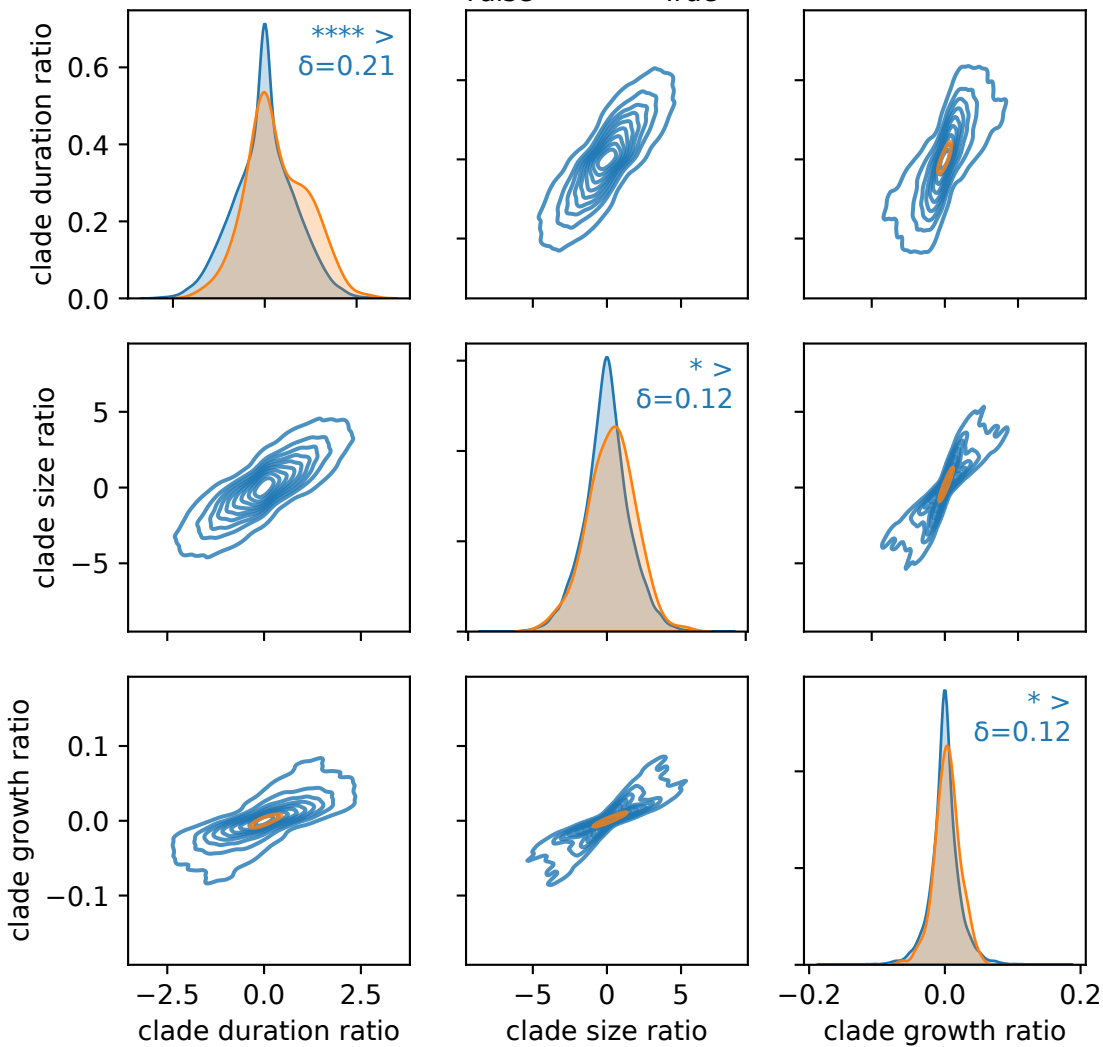 clade duration ratio
0.6
0.4
0.2
0.0
**** >
δ=0.21
clade size ratio
5
0
−5
* >
δ=0.12
clade growth ratio
0.1
0.0
−0.1
* >
δ=0.12
−2.5 0.0 2.5
−5 0 5
−0.2 0.0 0.2
clade duration ratio
clade size ratio
clade growth ratio